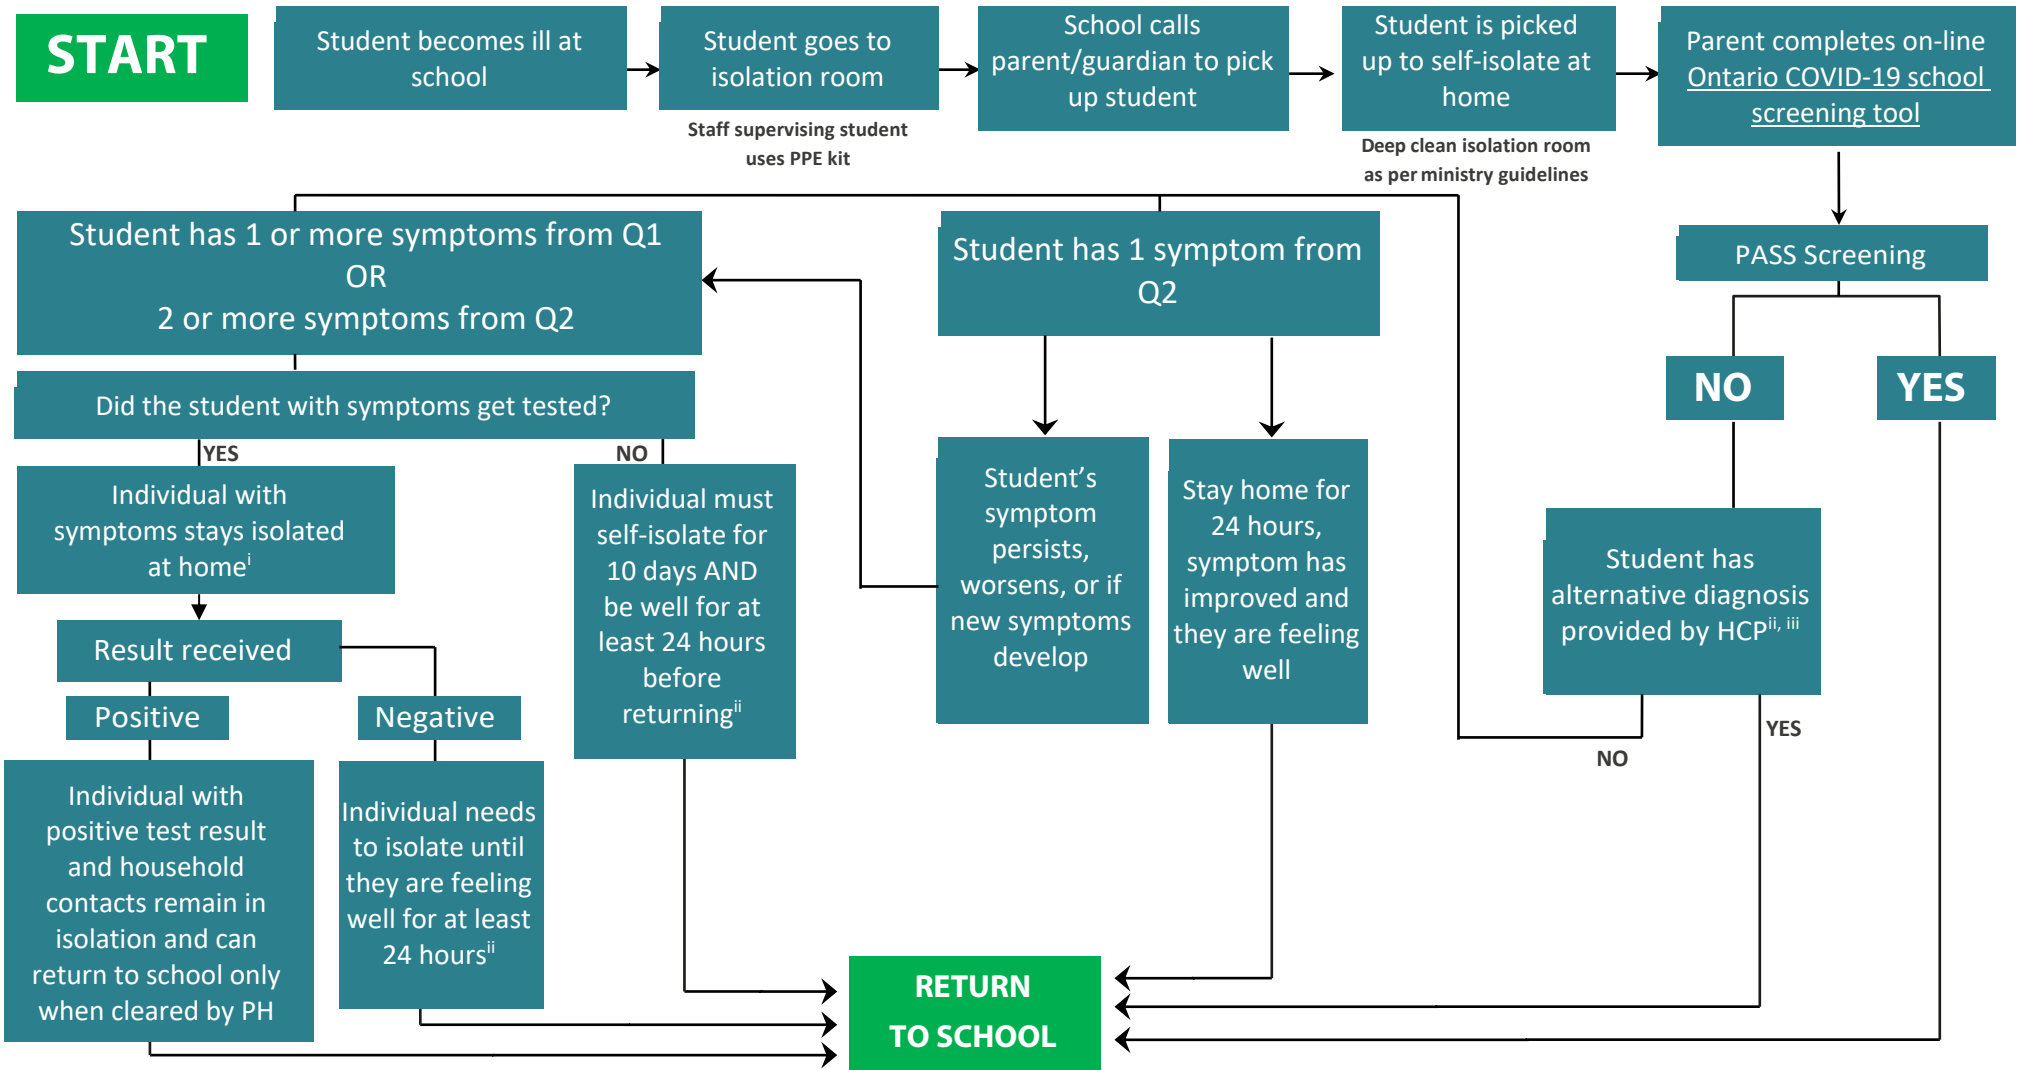 START
Student becomes ill at
school
Student goes to
isolation room
Staff supervising student
uses PPE kit
School calls
parent/guardian to pick
up student
Student is picked
up to self-isolate at
home
Deep clean isolation room
as per ministry guidelines
Parent completes on-line
Ontario COVID-19 school
screening tool
PASS Screening
NO
YES
Student has
alternative diagnosis
provided by HCPii, iii
NO
YES
Student has 1 symptom from
Q2
Student's
symptom
persists,
worsens, or if
new symptoms
develop
Stay home for
24 hours,
symptom has
improved and
they are feeling
well
Student has 1 or more symptoms from Q1
OR
2 or more symptoms from Q2
Did the student with symptoms get tested?
YES
NO
Individual with
symptoms stays isolated
at homei
Individual must
self-isolate for
10 days AND
be well for at
least 24 hours
before
returningii
Result received
Positive
Negative
Individual with
positive test result
and household
contacts remain in
isolation and can
return to school only
when cleared by PH
Individual needs
to isolate until
they are feeling
well for at least
24 hoursii
RETURN
TO SCHOOL